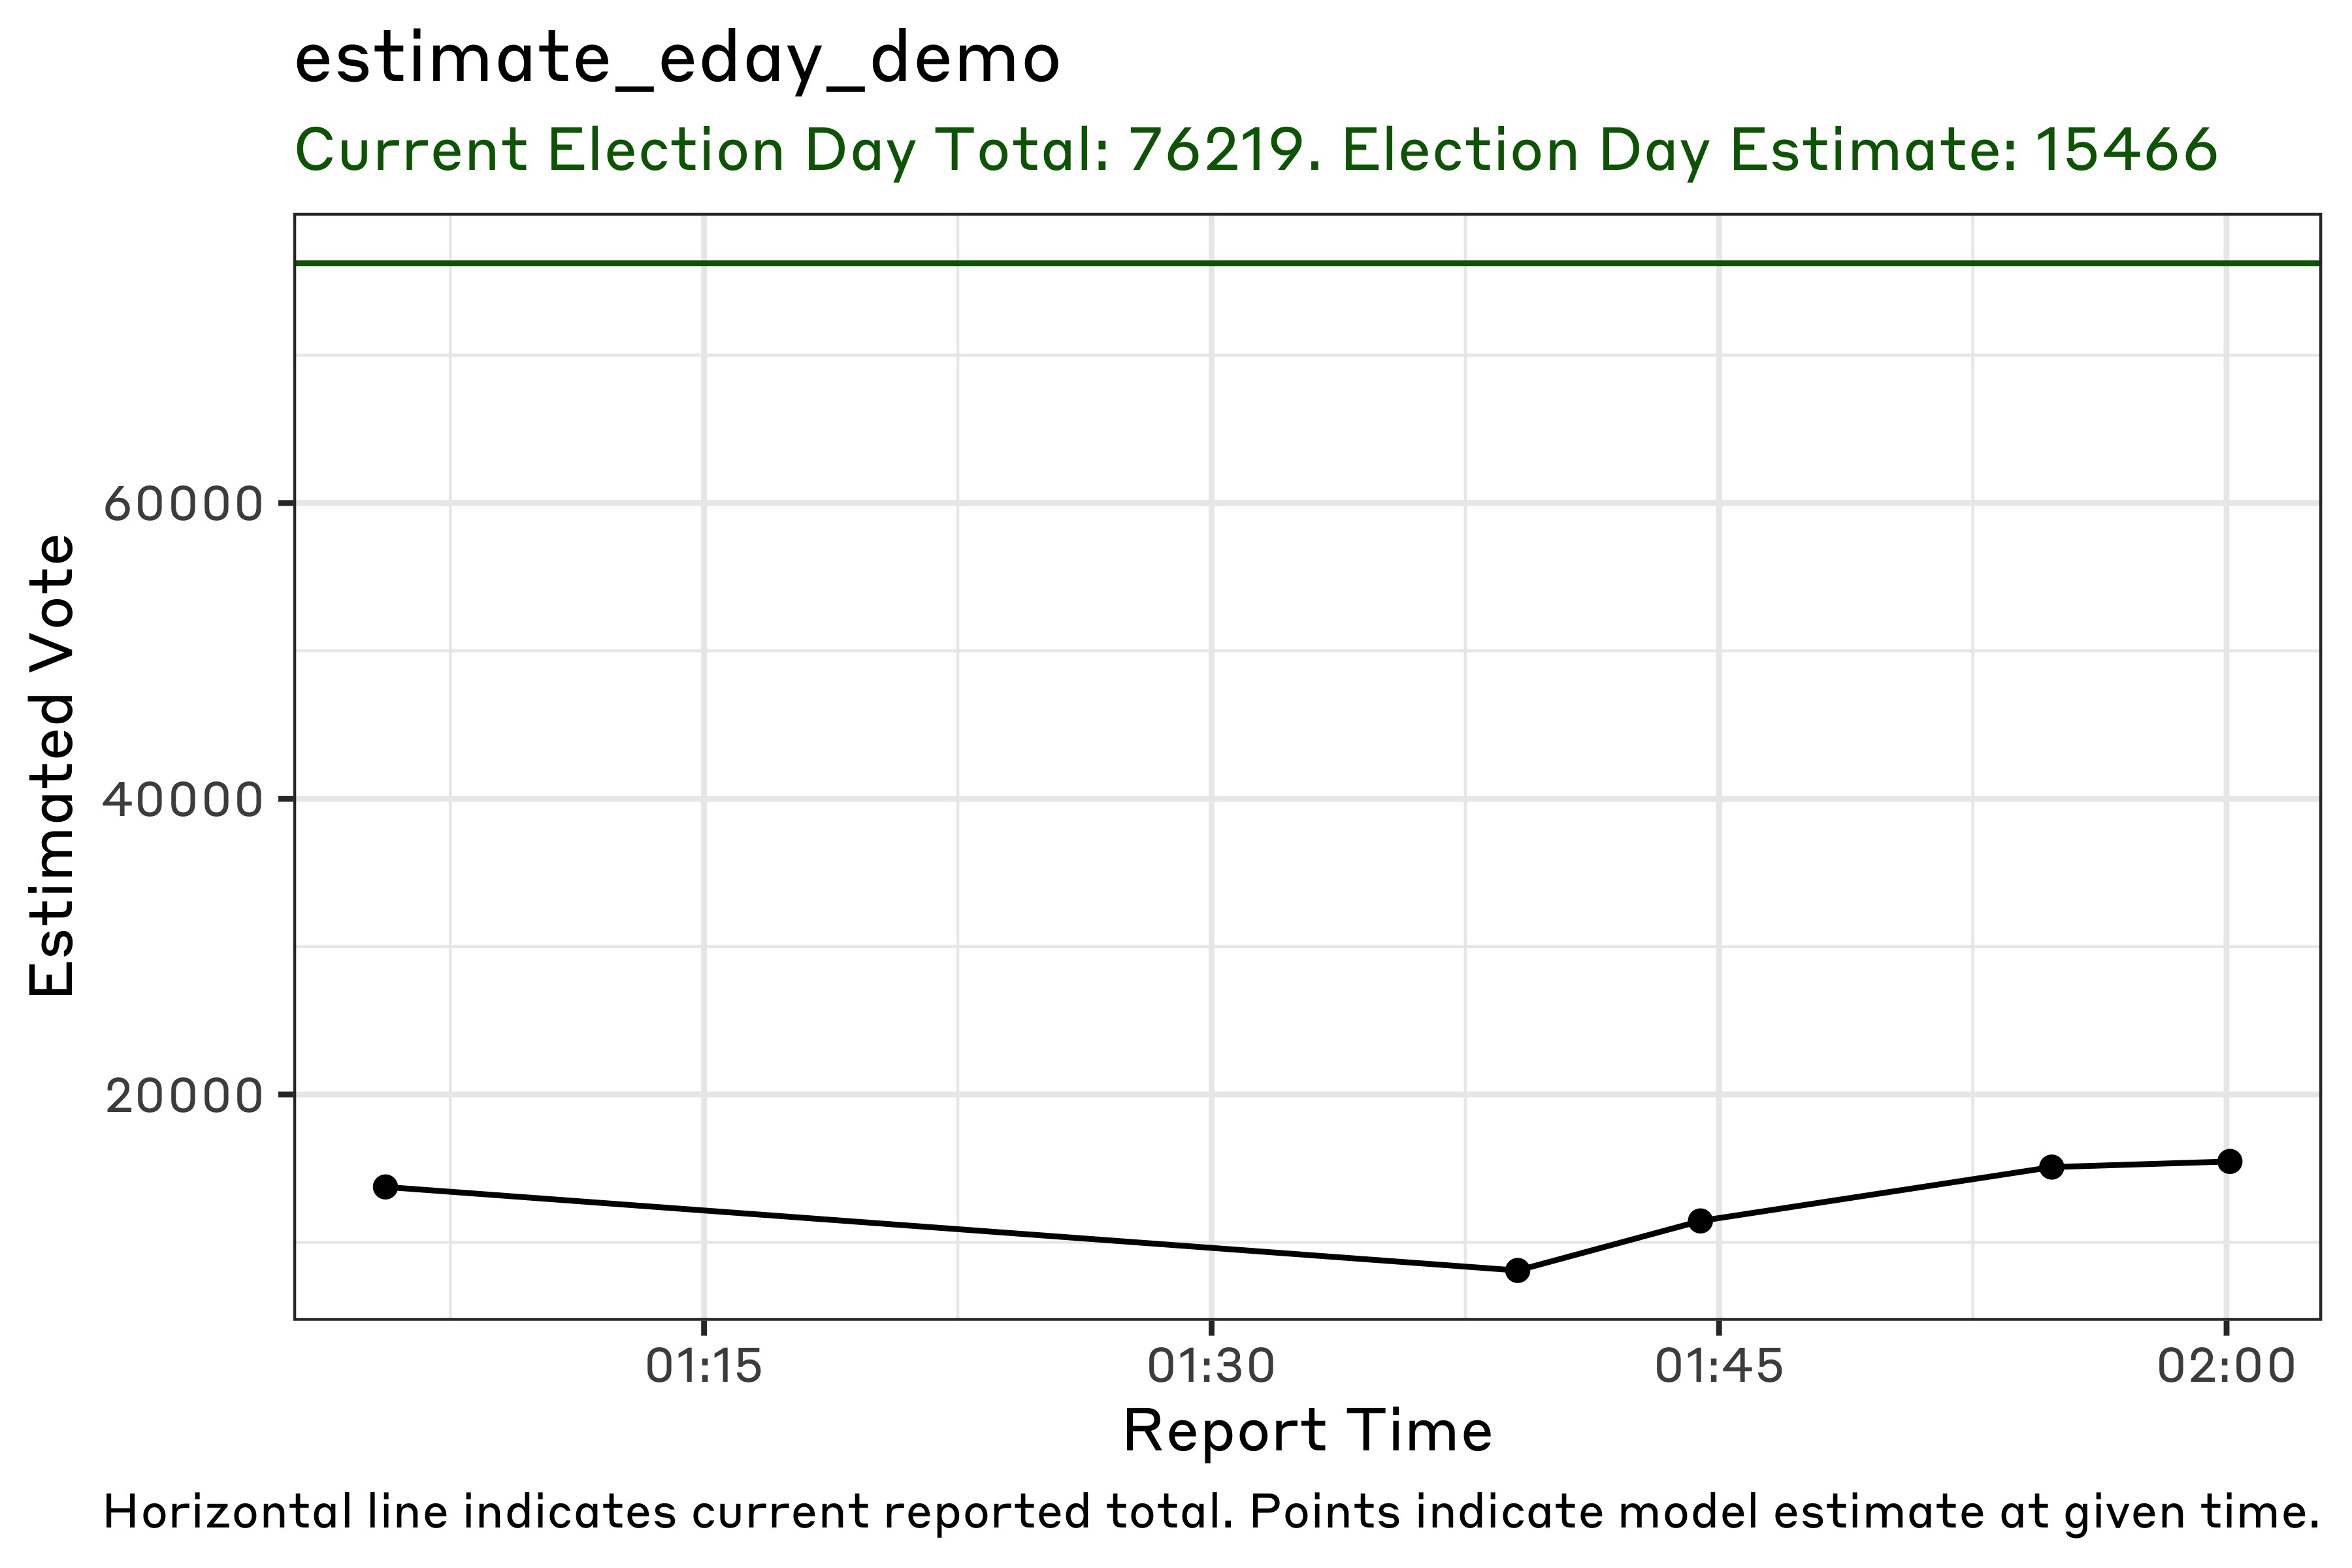 estimate_eday_demo
Current Election Day Total: 76219. Election Day Estimate: 15466
Estimated Vote
60000
40000
20000
01:15 01:30 01:45 02:00
Report Time
Horizontal line indicates current reported total. Points indicate model estimate at given time.